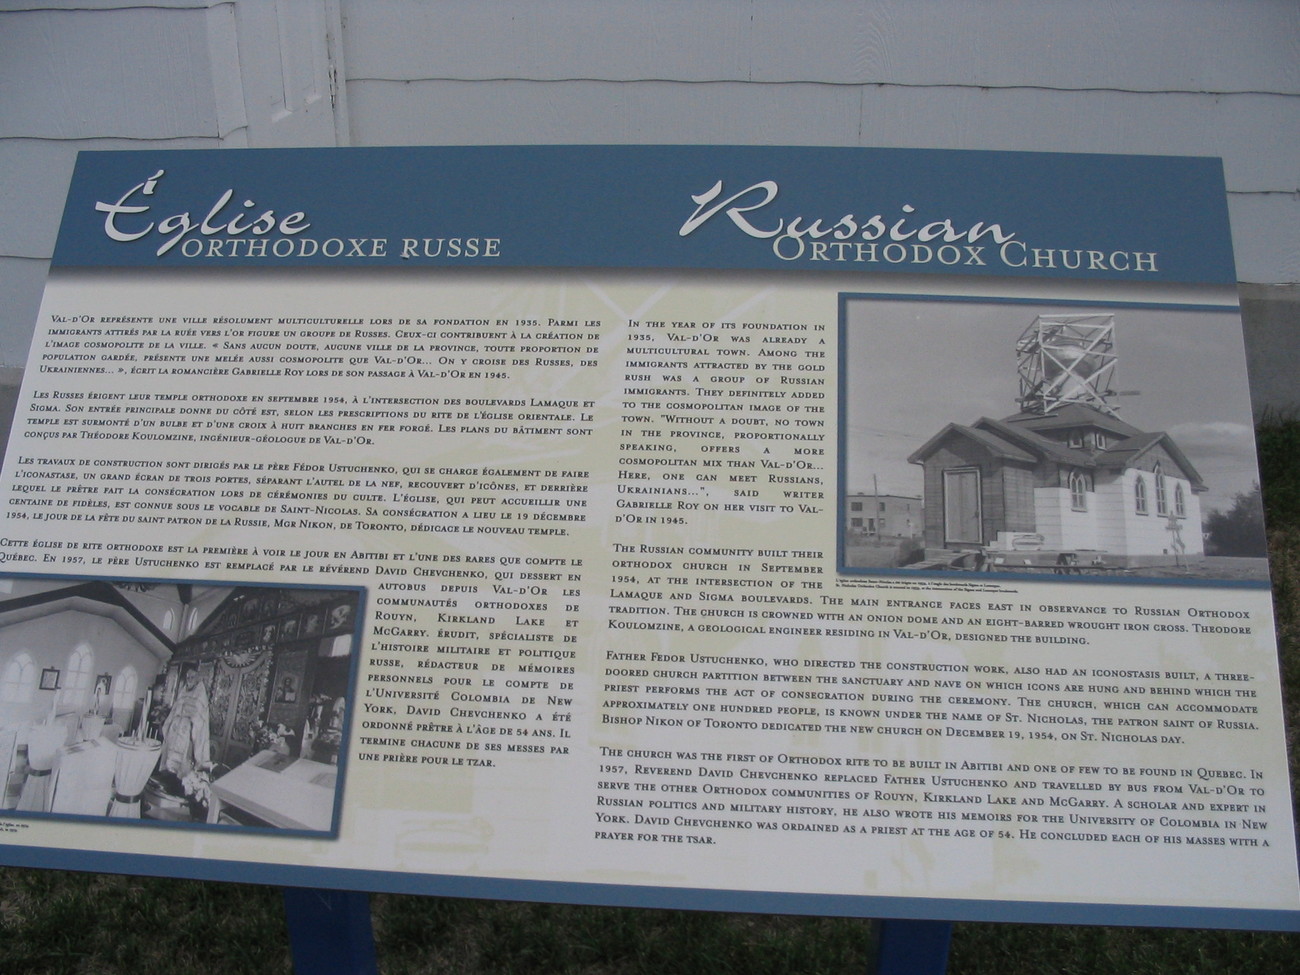 Église
ORTHODOXE RUSSE
VAL-D'OR REPRÉSENTE UNE VILLE RÉSOLUMENT MULTICULTURELLE LORS DE SA FONDATION EN 1935. PARMI LES
IMMIGRANTS ATTIRÉS PAR LA RUÉE VERS L'OR FIGURE UN GROUPE DE RUSSES. CEUX-CI CONTRIBUENT À LA CRÉATION DE
L'IMAGE COSMOPOLITE DE LA VILLE. « SANS AUCUN DOUTE, AUCUNE VILLE DE LA PROVINCE, TOUTE PROPORTION DE
POPULATION GARDÉE, PRÉSENTE UNE MELÉE AUSSI COSMOPOLITE QUE VAL-D'OR... ON Y CROISE DES RUSSES, DES
UKRAINIENNES... », ÉCRIT LA ROMANCIÈRE GABRIELLE ROY LORS DE SON PASSAGE À VAL-D'OR EN 1945.
LES RUSSES ÉRIGENT LEUR TEMPLE ORTHODOXE EN SEPTEMBRE 1954, À L'INTERSECTION DES BOULEVARDS LAMAQUE ET
SIGMA. SON ENTRÉE PRINCIPALE DONNE DU CÔTÉ EST, SELON LES PRESCRIPTIONS DU RITE DE L'ÉGLISE ORIENTALE. LE
TEMPLE EST SURMONTÉ D'UN BULBE ET D'UNE CROIX À HUIT BRANCHES EN FER FORGÉ. LES PLANS DU BÂTIMENT SONT
CONÇUS PAR THÉODORE KOULOMZINE, INGÉNIEUR-GÉOLOGUE DE VAL-D'OR.
LES TRAVAUX DE CONSTRUCTION SONT DIRIGÉS PAR LE PÈRE FÉDOR USTUCHENKO, QUI SE CHARGE ÉGALEMENT DE FAIRE
L'ICONASTASE, UN GRAND ÉCRAN DE TROIS PORTES, SÉPARANT L'AUTEL DE LA NEF, RECOUVERT D'ICÔNES, ET DERRIÈRE
LEQUEL LE PRÊTRE FAIT LA CONSÉCRATION LORS DE CÉRÉMONIES DU CULTE. L'ÉGLISE, QUI PEUT ACCUEILLIR UNE
CENTAINE DE FIDÈLES, EST CONNUE SOUS LE VOCABLE DE SAINT-NICOLAS. SA CONSÉCRATION A LIEU LE 19 DÉCEMBRE
1954, LE JOUR DE LA FÊTE DU SAINT PATRON DE LA RUSSIE, MGR NIKON, DE TORONTO, DÉDICACE LE NOUVEAU TEMPLE.
CETTE ÉGLISE DE RITE ORTHODOXE EST LA PREMIÈRE À VOIR LE JOUR EN ABITIBI ET L'UNE DES RARES QUE COMPTE LE
QUÉBEC. EN 1957, LE PÈRE USTUCHENKO EST REMPLACÉ PAR LE RÉVÉREND DAVID CHEVCHENKO, QUI DESSERT EN
AUTOBUS DEPUIS VAL-D'OR LES
COMMUNAUTÉS ORTHODOXES DE
ROUYN, KIRKLAND LAKE ET
MCGARRY. ÉRUDIT, SPÉCIALISTE DE
L'HISTOIRE MILITAIRE ET POLITIQUE
RUSSE, RÉDACTEUR DE MÉMOIRES
PERSONNELS POUR LE COMPTE DE
L'UNIVERSITÉ COLOMBIA DE NEW
YORK, DAVID CHEVCHENKO A ÉTÉ
ORDONNÉ PRÊTRE À L'ÂGE DE 54 ANS. IL
TERMINE CHACUNE DE SES MESSES PAR
UNE PRIÈRE POUR LE TZAR.
Russian
ORTHODOX CHURCH
IN THE YEAR OF ITS FOUNDATION IN
1935, VAL-D'OR WAS ALREADY A
MULTICULTURAL TOWN. AMONG THE
IMMIGRANTS ATTRACTED BY THE GOLD
RUSH WAS A GROUP OF RUSSIAN
IMMIGRANTS. THEY DEFINITELY ADDED
TO THE COSMOPOLITAN IMAGE OF THE
TOWN. "WITHOUT A DOUBT, NO TOWN
IN THE PROVINCE, PROPORTIONALLY
SPEAKING, OFFERS A MORE
COSMOPOLITAN MIX THAN VAL-D'OR...
HERE, ONE CAN MEET RUSSIANS,
UKRAINIANS...", SAID WRITER
GABRIELLE ROY ON HER VISIT TO VAL-
D'OR IN 1945.
THE RUSSIAN COMMUNITY BUILT THEIR
ORTHODOX CHURCH IN SEPTEMBER
1954, AT THE INTERSECTION OF THE
LAMAQUE AND SIGMA BOULEVARDS. THE MAIN ENTRANCE FACES EAST IN OBSERVANCE TO RUSSIAN ORTHODOX
TRADITION. THE CHURCH IS CROWNED WITH AN ONION DOME AND AN EIGHT-BARRED WROUGHT IRON CROSS. THEODORE
KOULOMZINE, A GEOLOGICAL ENGINEER RESIDING IN VAL-D'OR, DESIGNED THE BUILDING.
FATHER FEDOR USTUCHENKO, WHO DIRECTED THE CONSTRUCTION WORK, ALSO HAD AN ICONOSTASIS BUILT, A THREE-
DOORED CHURCH PARTITION BETWEEN THE SANCTUARY AND NAVE ON WHICH ICONS ARE HUNG AND BEHIND WHICH THE
PRIEST PERFORMS THE ACT OF CONSECRATION DURING THE CEREMONY. THE CHURCH, WHICH CAN ACCOMMODATE
APPROXIMATELY ONE HUNDRED PEOPLE, IS KNOWN UNDER THE NAME OF ST. NICHOLAS, THE PATRON SAINT OF RUSSIA.
BISHOP NIKON OF TORONTO DEDICATED THE NEW CHURCH ON DECEMBER 19, 1954, ON ST. NICHOLAS DAY.
THE CHURCH WAS THE FIRST OF ORTHODOX RITE TO BE BUILT IN ABITIBI AND ONE OF FEW TO BE FOUND IN QUEBEC. IN
1957, REVEREND DAVID CHEVCHENKO REPLACED FATHER USTUCHENKO AND TRAVELLED BY BUS FROM VAL-D'OR TO
SERVE THE OTHER ORTHODOX COMMUNITIES OF ROUYN, KIRKLAND LAKE AND MCGARRY. A SCHOLAR AND EXPERT IN
RUSSIAN POLITICS AND MILITARY HISTORY, HE ALSO WROTE HIS MEMOIRS FOR THE UNIVERSITY OF COLOMBIA IN NEW
YORK. DAVID CHEVCHENKO WAS ORDAINED AS A PRIEST AT THE AGE OF 54. HE CONCLUDED EACH OF HIS MASSES WITH A
PRAYER FOR THE TSAR.